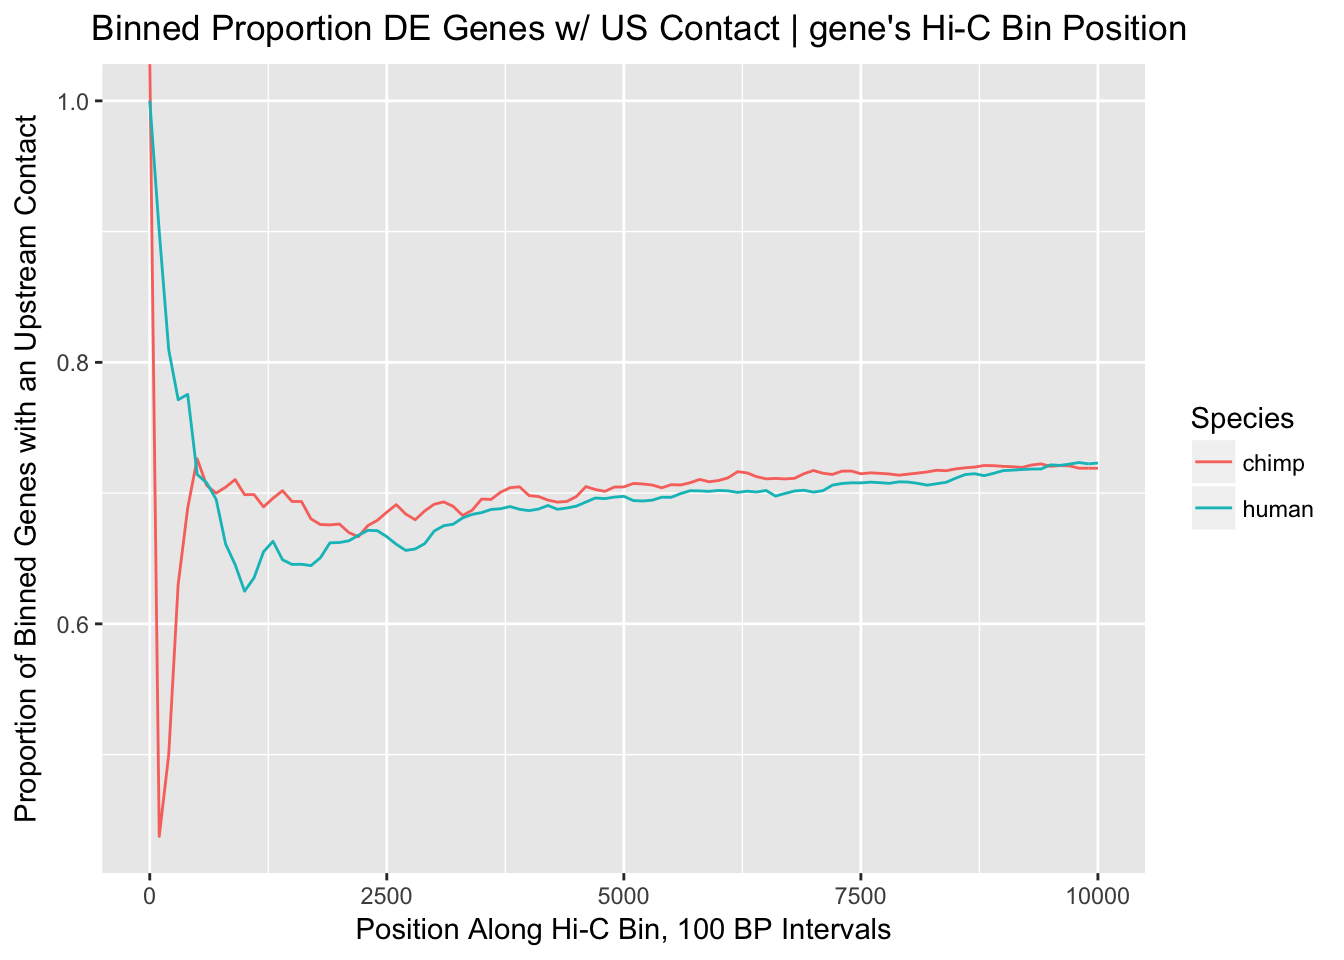 Binned Proportion DE Genes w/ US Contact | gene's Hi-C Bin Position
Proportion of Binned Genes with an Upstream Contact
1.0
0.8
0.6
0
2500
5000
7500
10000
Position Along Hi-C Bin, 100 BP Intervals
Species
chimp
human